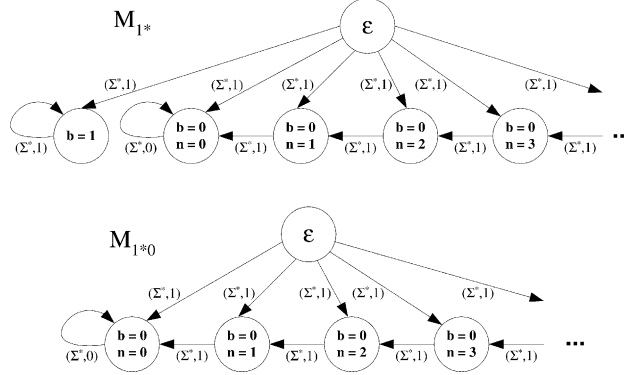 M1*
ε
(Σ*,1) (Σ*,1) (Σ*,1) (Σ*,1) (Σ*,1) (Σ*,1)
b = 1
b = 0
n = 0
b = 0
n = 1
b = 0
n = 2
b = 0
n = 3
...
(Σ*,1) (Σ*,0) (Σ*,1) (Σ*,1) (Σ*,1) (Σ*,1)
M1*0
ε
(Σ*,1) (Σ*,1) (Σ*,1) (Σ*,1) (Σ*,1)
b = 0
n = 0
b = 0
n = 1
b = 0
n = 2
b = 0
n = 3
...
(Σ*,0) (Σ*,1) (Σ*,1) (Σ*,1) (Σ*,1)